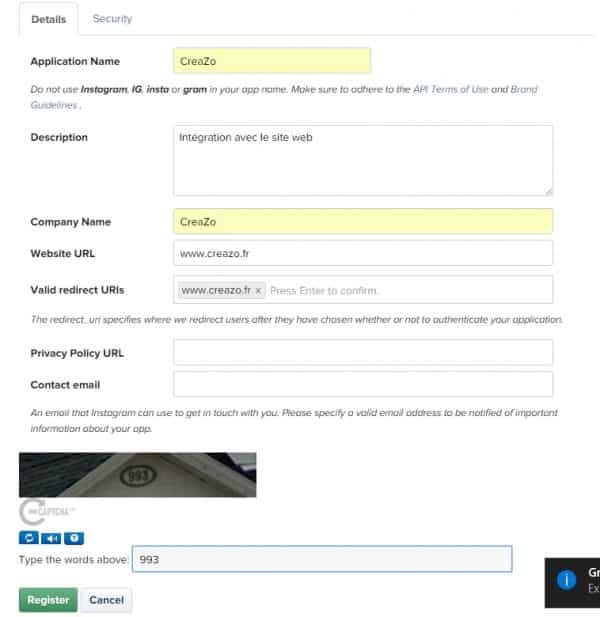 Details Security
Application Name CreaZo
Do not use Instagram, IG, insta or gram in your app name. Make sure to adhere to the API Terms of Use and Brand
Guidelines .
Description Intégration avec le site web
Company Name CreaZo
Website URL www.creazo.fr
Valid redirect URIs www.creazo.fr x Press Enter to confirm.
The redirect_uri specifies where we redirect users after they have chosen whether or not to authenticate your application.
Privacy Policy URL
Contact email
An email that Instagram can use to get in touch with you. Please specify a valid email address to be notified of important
information about your app.
993
CAPTCHA™
Type the words above: 993
Register Cancel
Gr
Ex